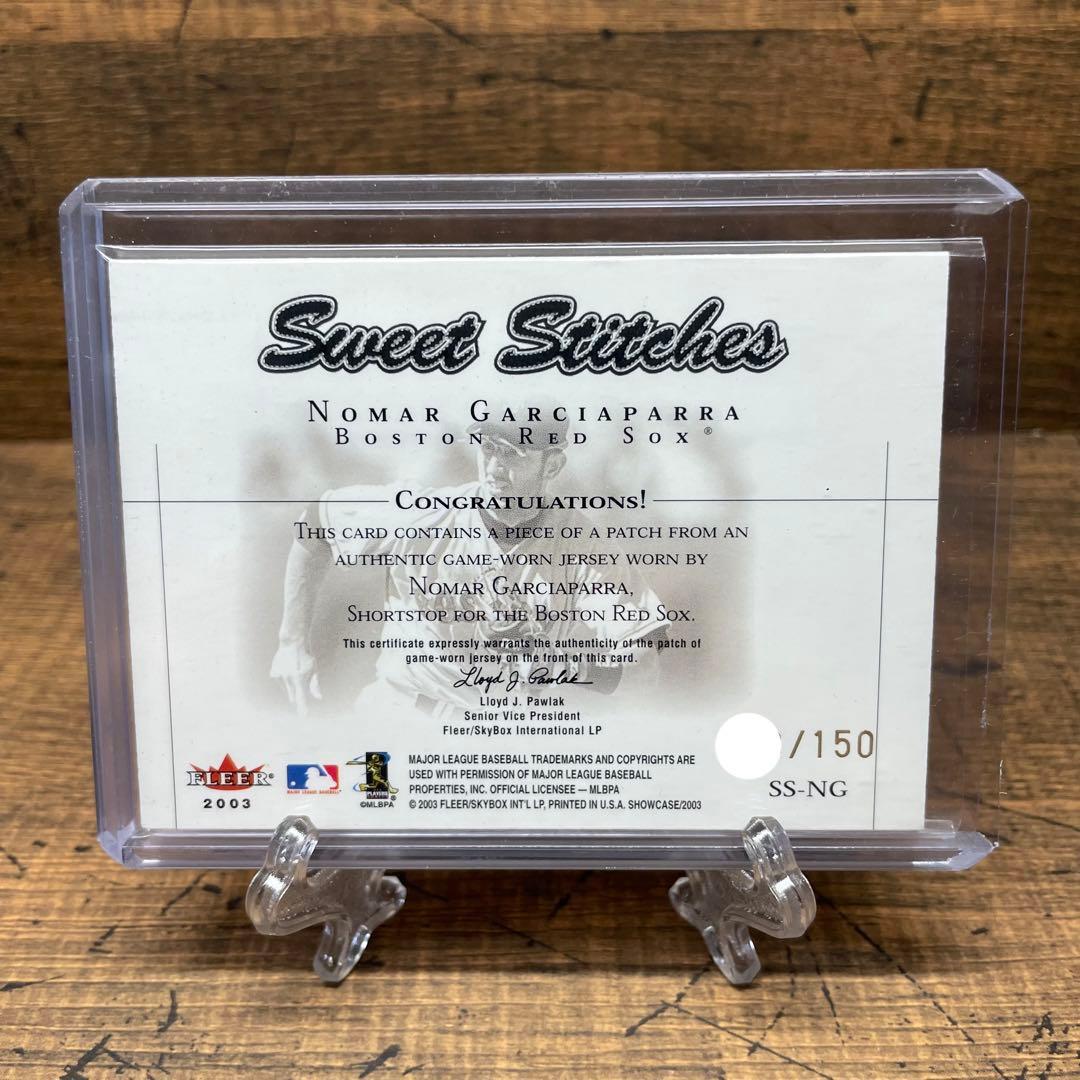 Sweet Stitches
NOMAR GARCIAPARRA
BOSTON RED SOX®
CONGRATULATIONS!
THIS CARD CONTAINS A PIECE OF A PATCH FROM AN
AUTHENTIC GAME-WORN JERSEY WORN BY
NOMAR GARCIAPARRA,
SHORTSTOP FOR THE BOSTON RED SOX.
This certificate expressly warrants the authenticity of the patch of
game-worn jersey on the front of this card.
Lloyd J. Pawlak
Lloyd J. Pawlak
Senior Vice President
Fleer/SkyBox International LP
/150
SS-NG
FLEER®
2003
MAJOR LEAGUE BASEBALL®
©MLBPA
MAJOR LEAGUE BASEBALL TRADEMARKS AND COPYRIGHTS ARE
USED WITH PERMISSION OF MAJOR LEAGUE BASEBALL
PROPERTIES, INC. OFFICIAL LICENSEE — MLBPA
© 2003 FLEER/SKYBOX INT'L LP, PRINTED IN U.S.A. SHOWCASE/2003